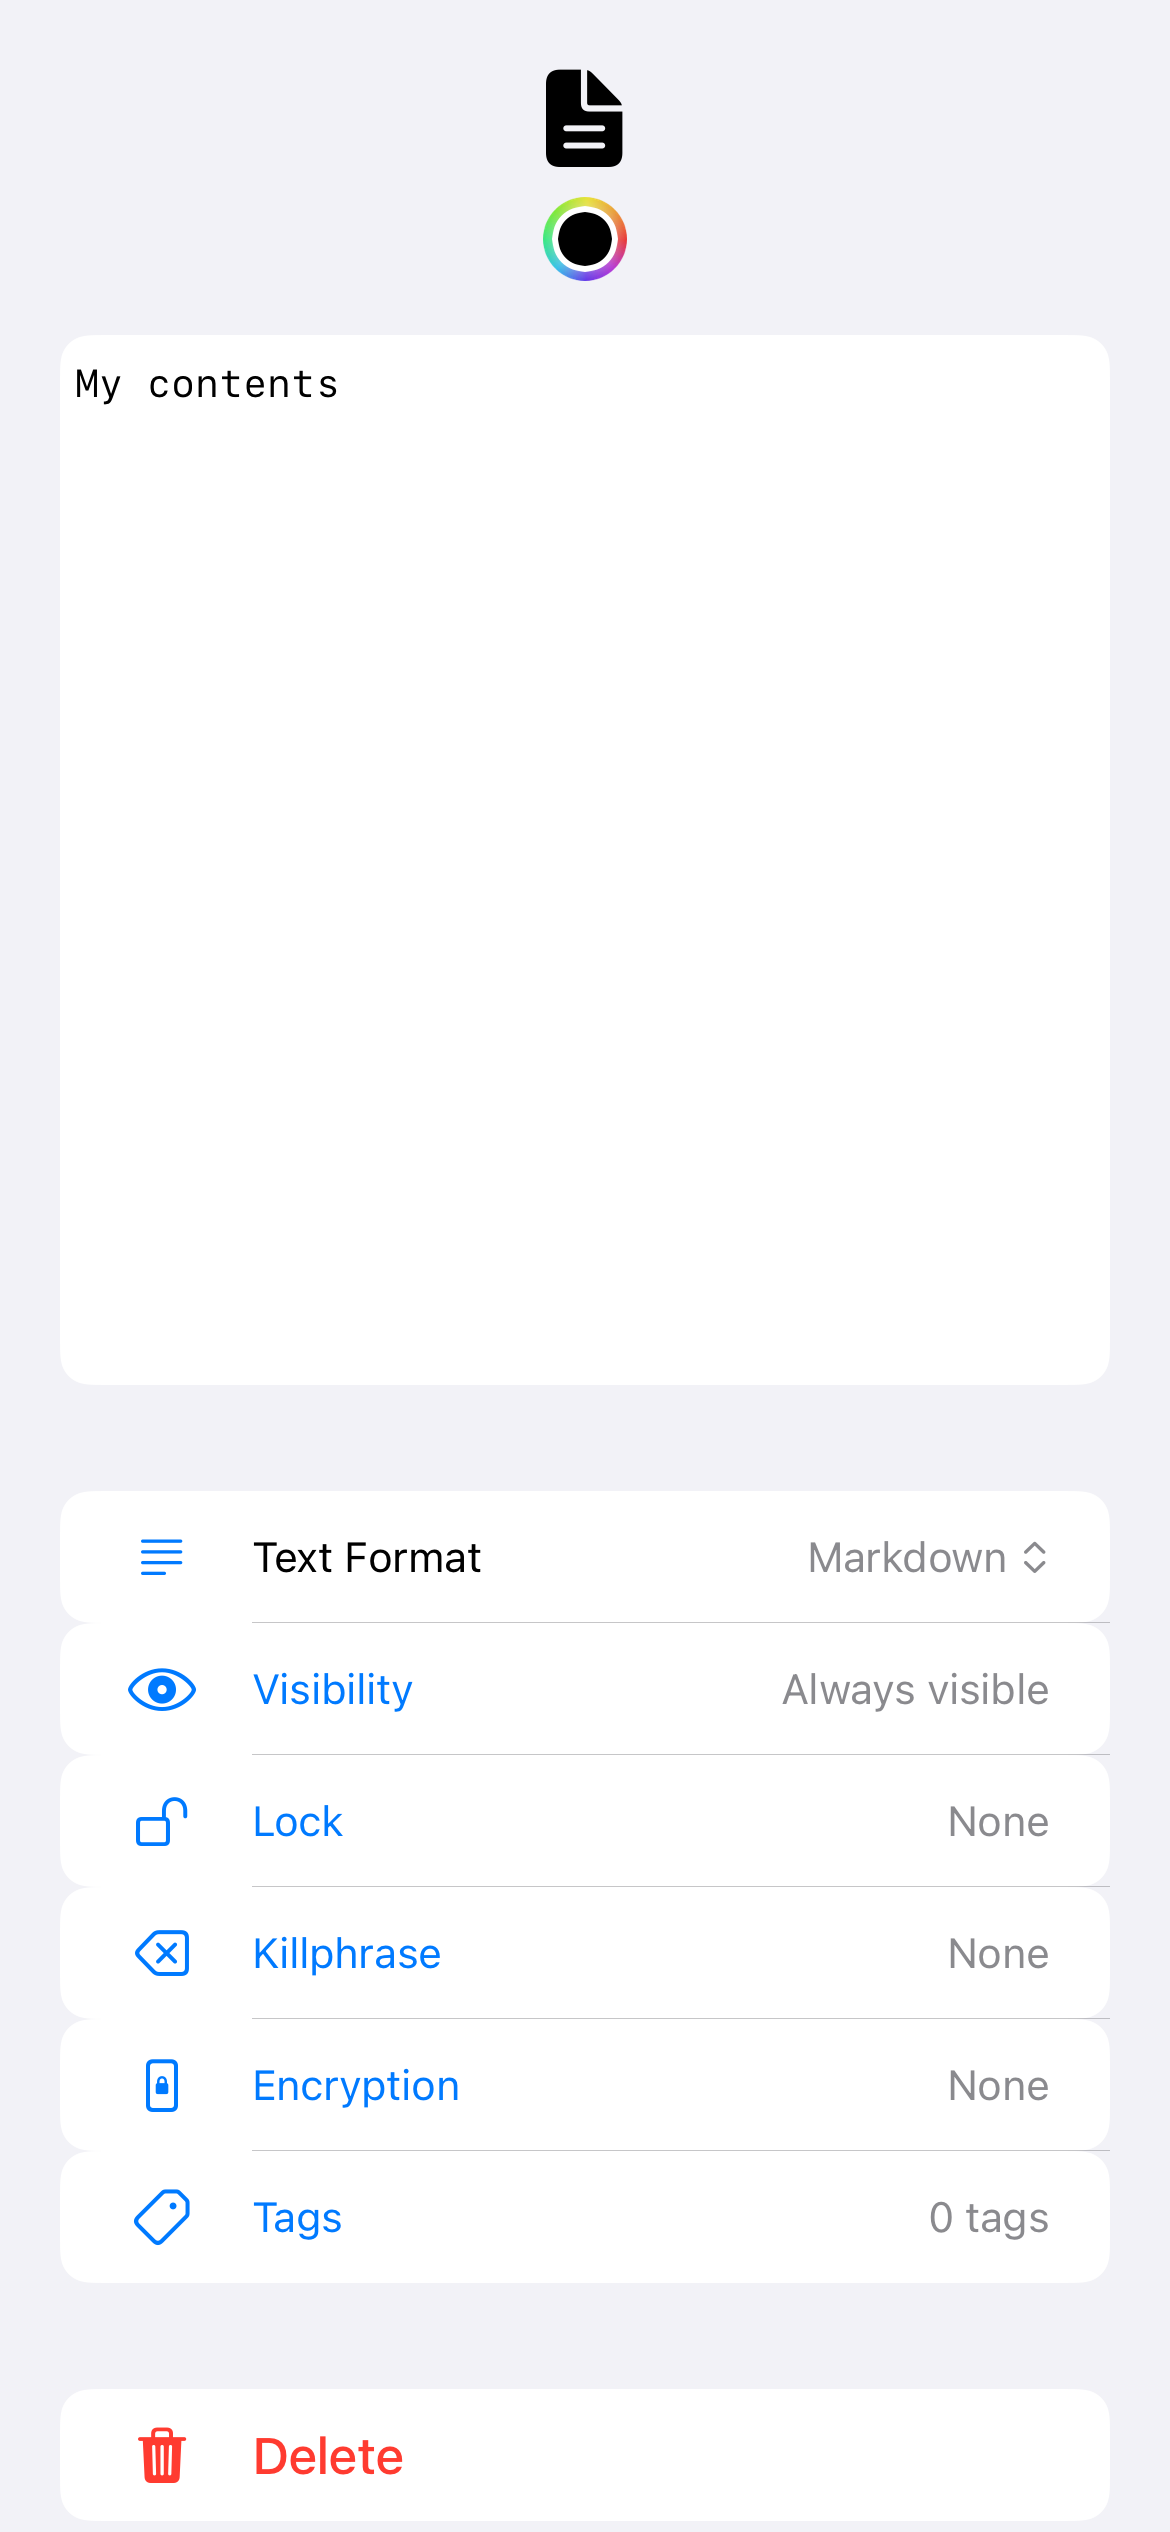 My contents
Text Format Markdown
Visibility Always visible
Lock None
Killphrase None
Encryption None
Tags 0 tags
Delete